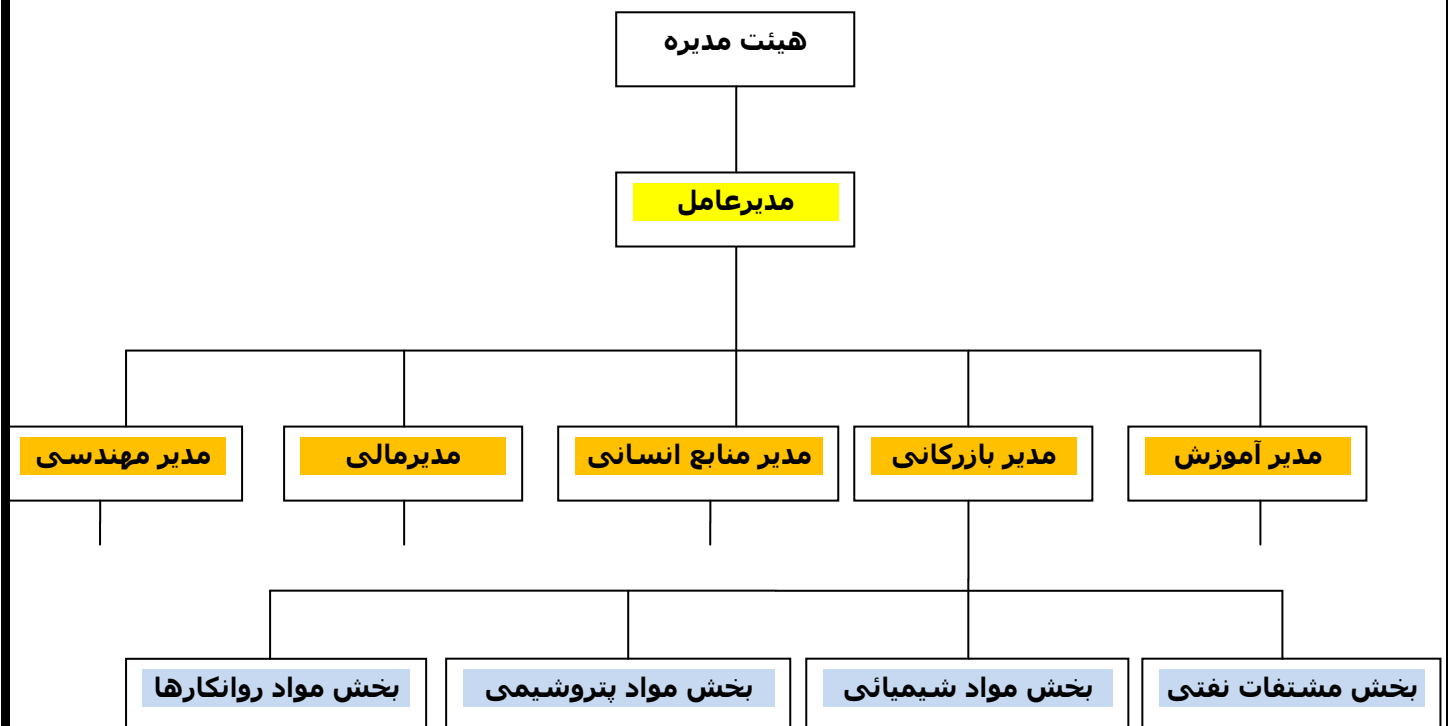 هیئت مدیره
مدیرعامل
مدیر آموزش
مدیر بازرکانی
مدیر منابع انسانی
مدیرمالی
مدیر مهندسی
بخش مشتفات نفتی
بخش مواد شیمیائی
بخش مواد پتروشیمی
بخش مواد روانکارها